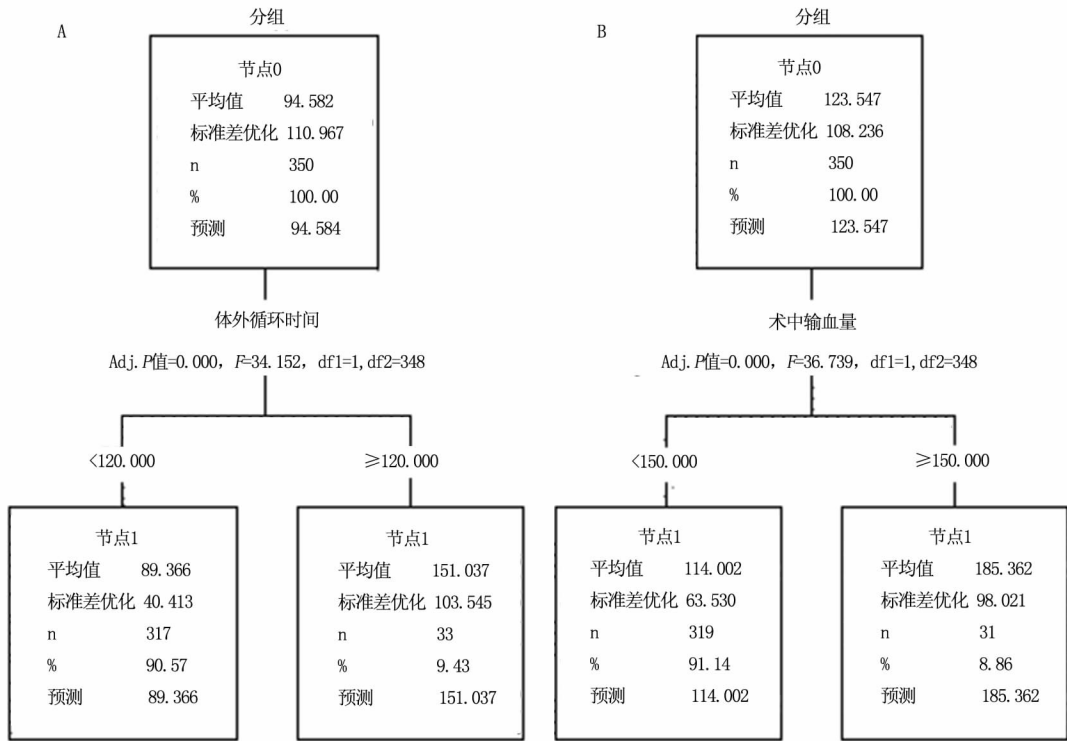 A
分组
节点0
平均值 94.582
标准差优化 110.967
n 350
% 100.00
预测 94.584
体外循环时间
Adj.P值=0.000，F=34.152，df1=1,df2=348
<120.000
≥120.000
节点1
平均值 89.366
标准差优化 40.413
n 317
% 90.57
预测 89.366
节点1
平均值 151.037
标准差优化 103.545
n 33
% 9.43
预测 151.037
B
分组
节点0
平均值 123.547
标准差优化 108.236
n 350
% 100.00
预测 123.547
术中输血量
Adj.P值=0.000，F=36.739，df1=1,df2=348
<150.000
≥150.000
节点1
平均值 114.002
标准差优化 63.530
n 319
% 91.14
预测 114.002
节点1
平均值 185.362
标准差优化 98.021
n 31
% 8.86
预测 185.362